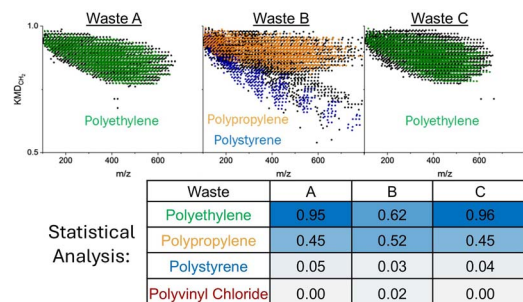 Waste A
Waste B
Waste C
1.0
KMD CH2
0.5
Polyethylene
Polypropylene
Polystyrene
Polyethylene
200 400 600
200 400 600
200 400 600
m/z
m/z
m/z
Statistical
Analysis:
Waste A B C
Polyethylene 0.95 0.62 0.96
Polypropylene 0.45 0.52 0.45
Polystyrene 0.05 0.03 0.04
Polyvinyl Chloride 0.00 0.02 0.00